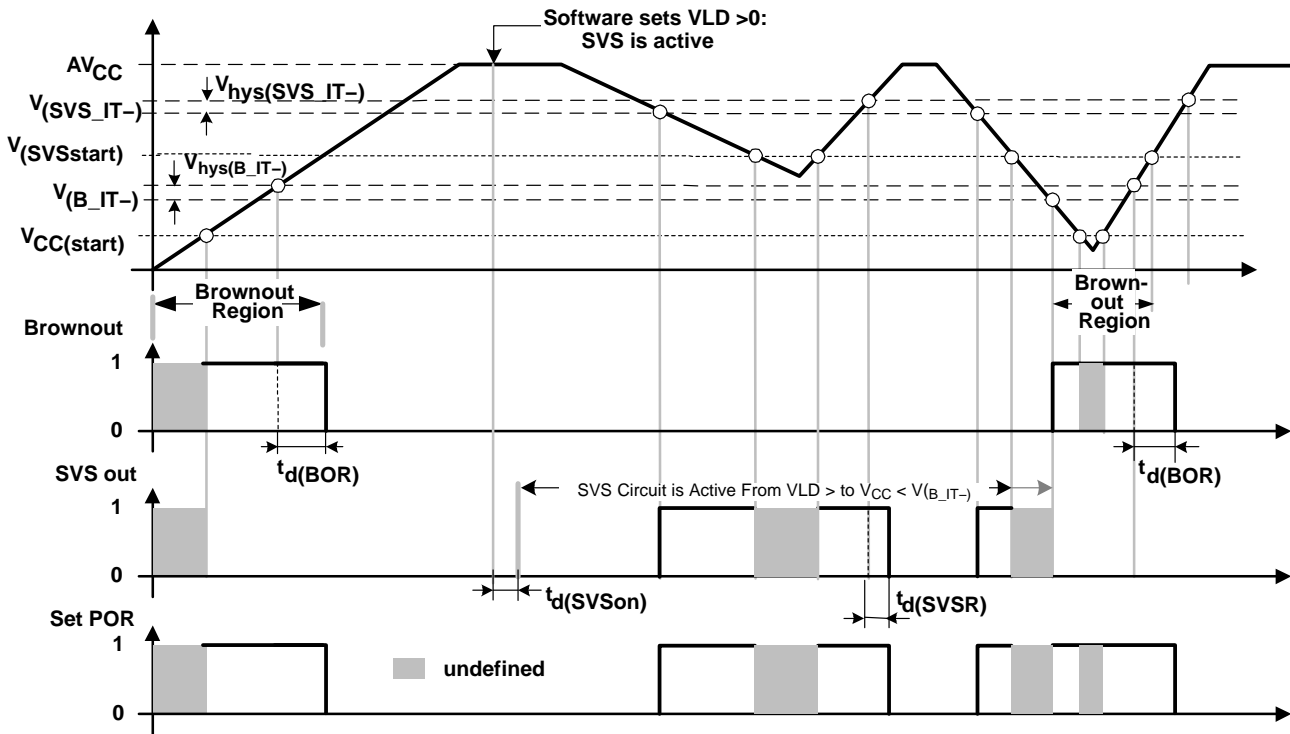 Software sets VLD >0:
SVS is active
AVCC
Vhys(SVS_IT−)
V(SVS_IT−)
V(SVSstart)
Vhys(B_IT−)
V(B_IT−)
VCC(start)
Brownout
Region
Brown-
out
Region
Brownout
1
0
td(BOR)
td(BOR)
SVS out
SVS Circuit is Active From VLD > to VCC < V(B_IT−)
1
0
td(SVSon)
td(SVSR)
Set POR
1
undefined
0